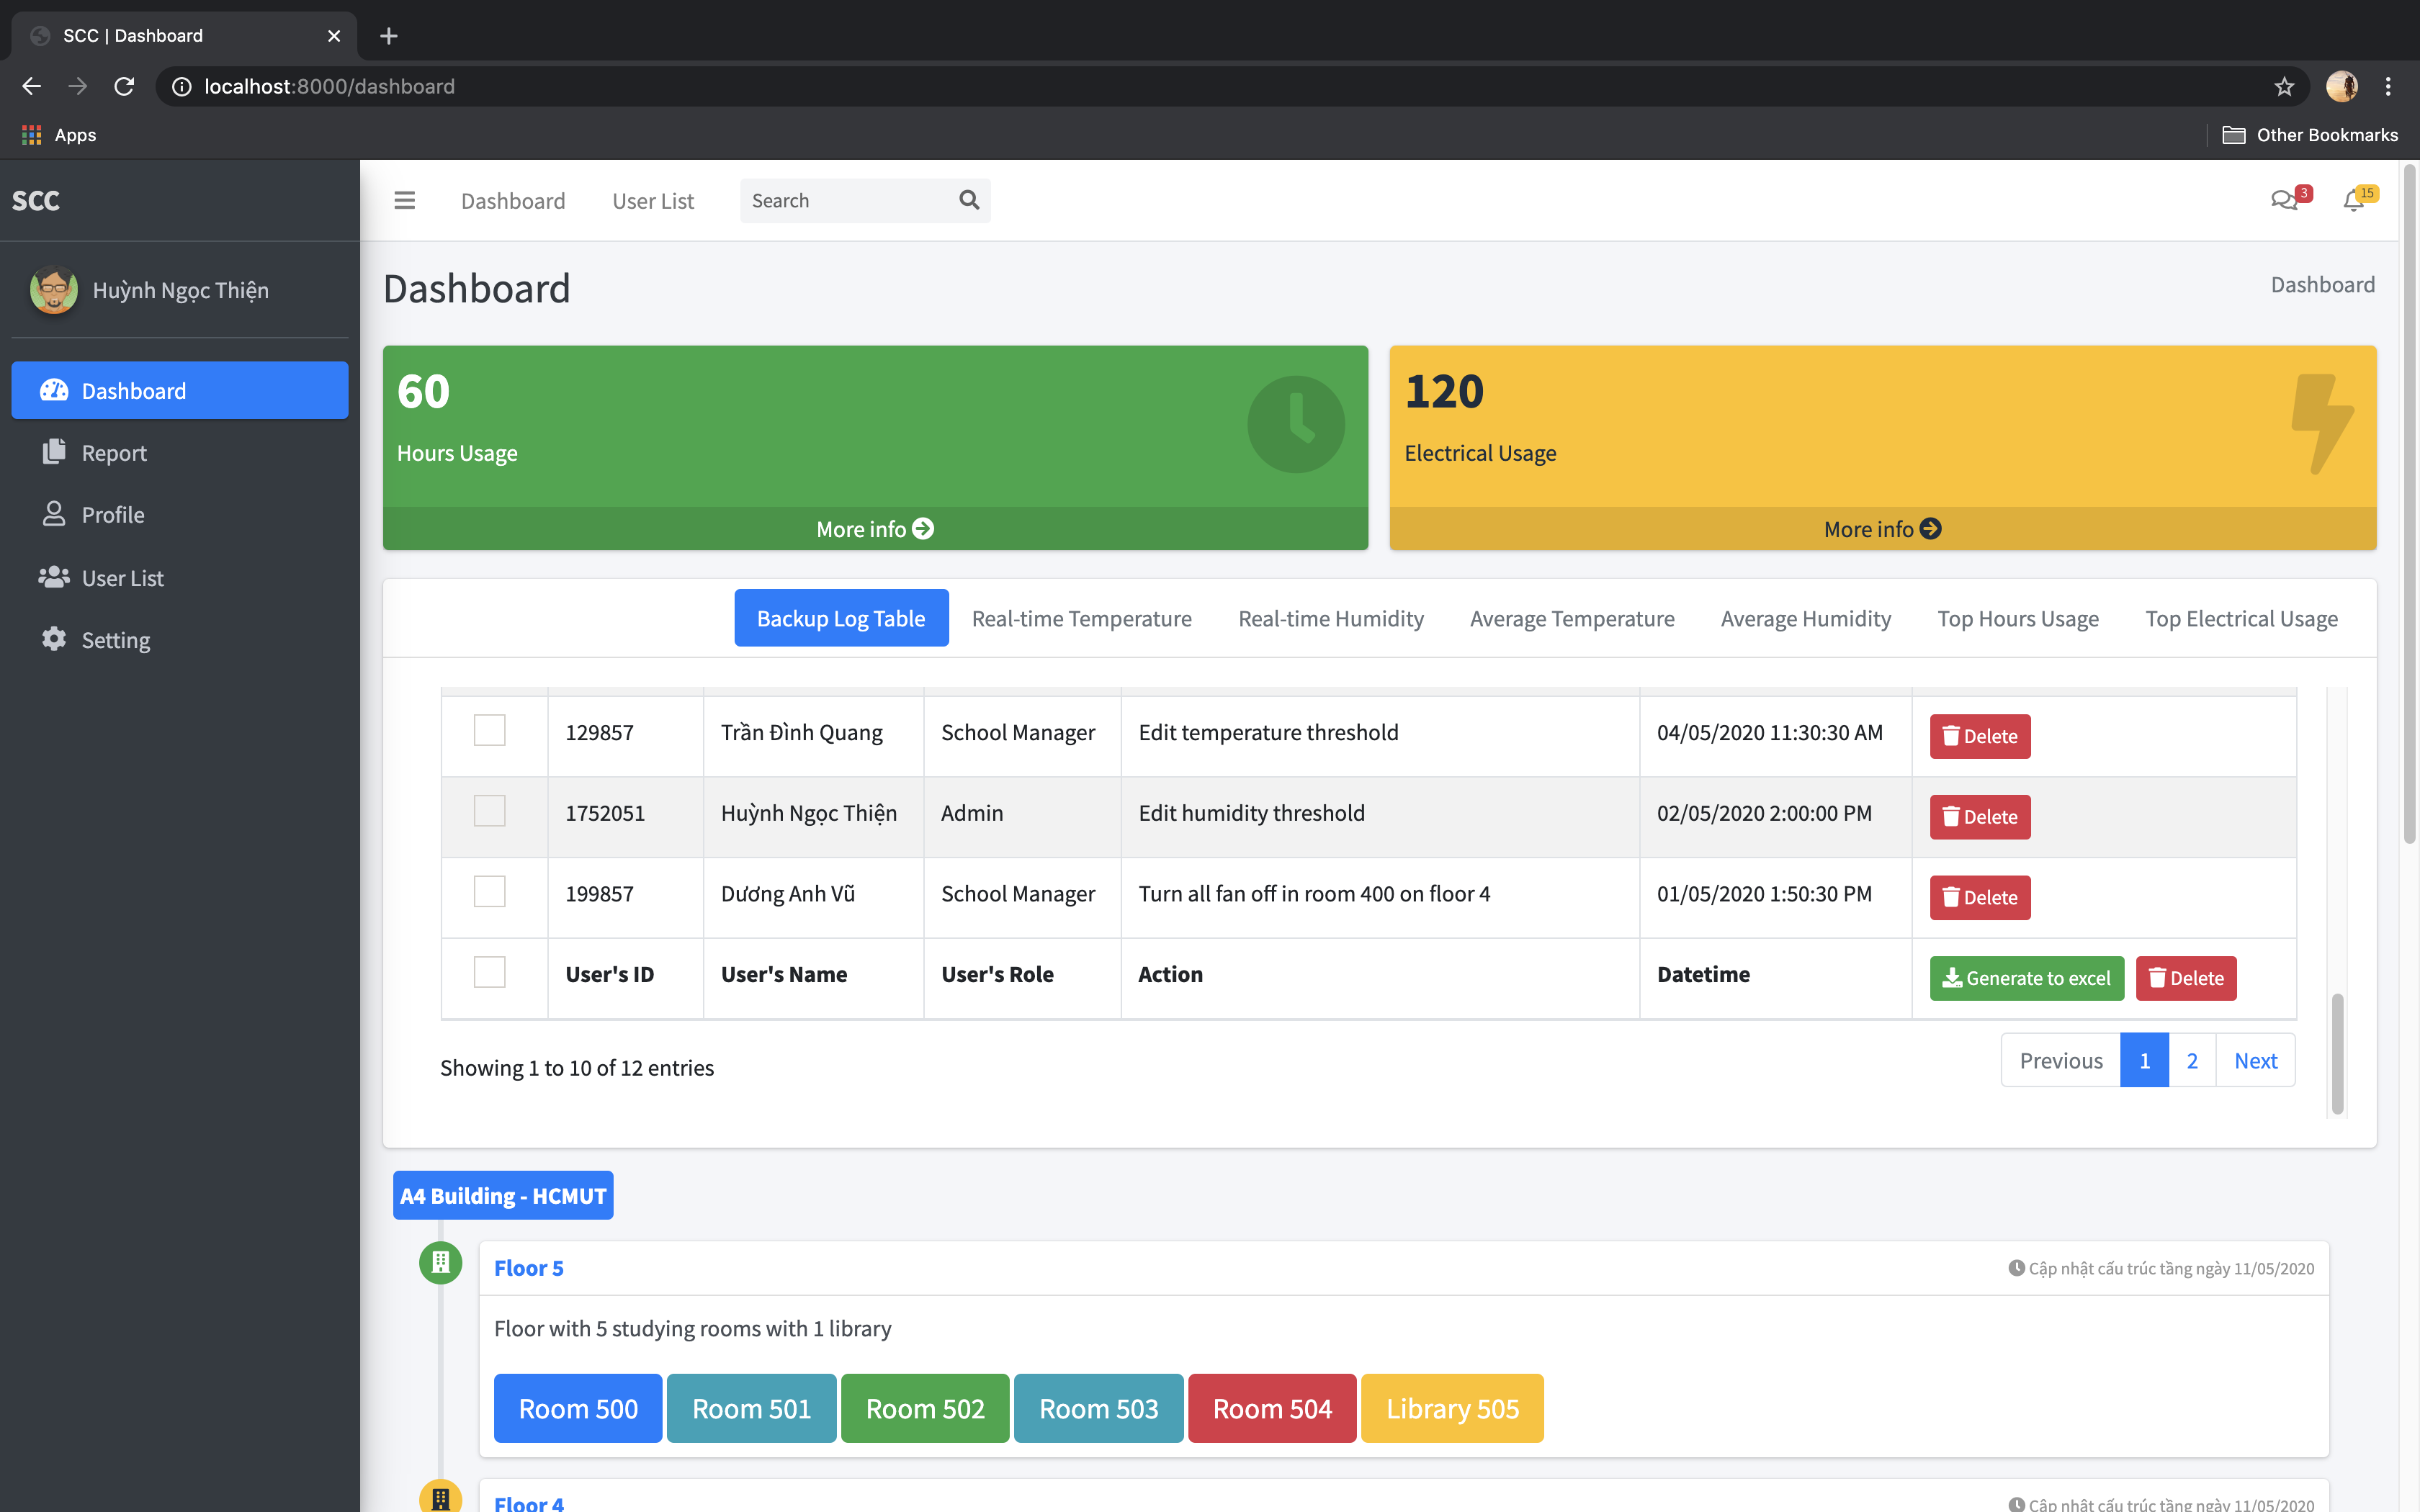 SCC | Dashboard
localhost:8000/dashboard
Apps
Other Bookmarks
SCC
Dashboard
User List
Search
3
15
Huỳnh Ngọc Thiện
Dashboard
Report
Profile
User List
Setting
Dashboard
Dashboard
60
Hours Usage
More info
120
Electrical Usage
More info
Backup Log Table
Real-time Temperature
Real-time Humidity
Average Temperature
Average Humidity
Top Hours Usage
Top Electrical Usage
129857 Trần Đình Quang School Manager Edit temperature threshold 04/05/2020 11:30:30 AM Delete
1752051 Huỳnh Ngọc Thiện Admin Edit humidity threshold 02/05/2020 2:00:00 PM Delete
199857 Dương Anh Vũ School Manager Turn all fan off in room 400 on floor 4 01/05/2020 1:50:30 PM Delete
User's ID User's Name User's Role Action Datetime Generate to excel Delete
Showing 1 to 10 of 12 entries
Previous 1 2 Next
A4 Building - HCMUT
Floor 5
Cập nhật cấu trúc tầng ngày 11/05/2020
Floor with 5 studying rooms with 1 library
Room 500
Room 501
Room 502
Room 503
Room 504
Library 505
Floor 4
Cập nhật cấu trúc tầng ngày 11/05/2020